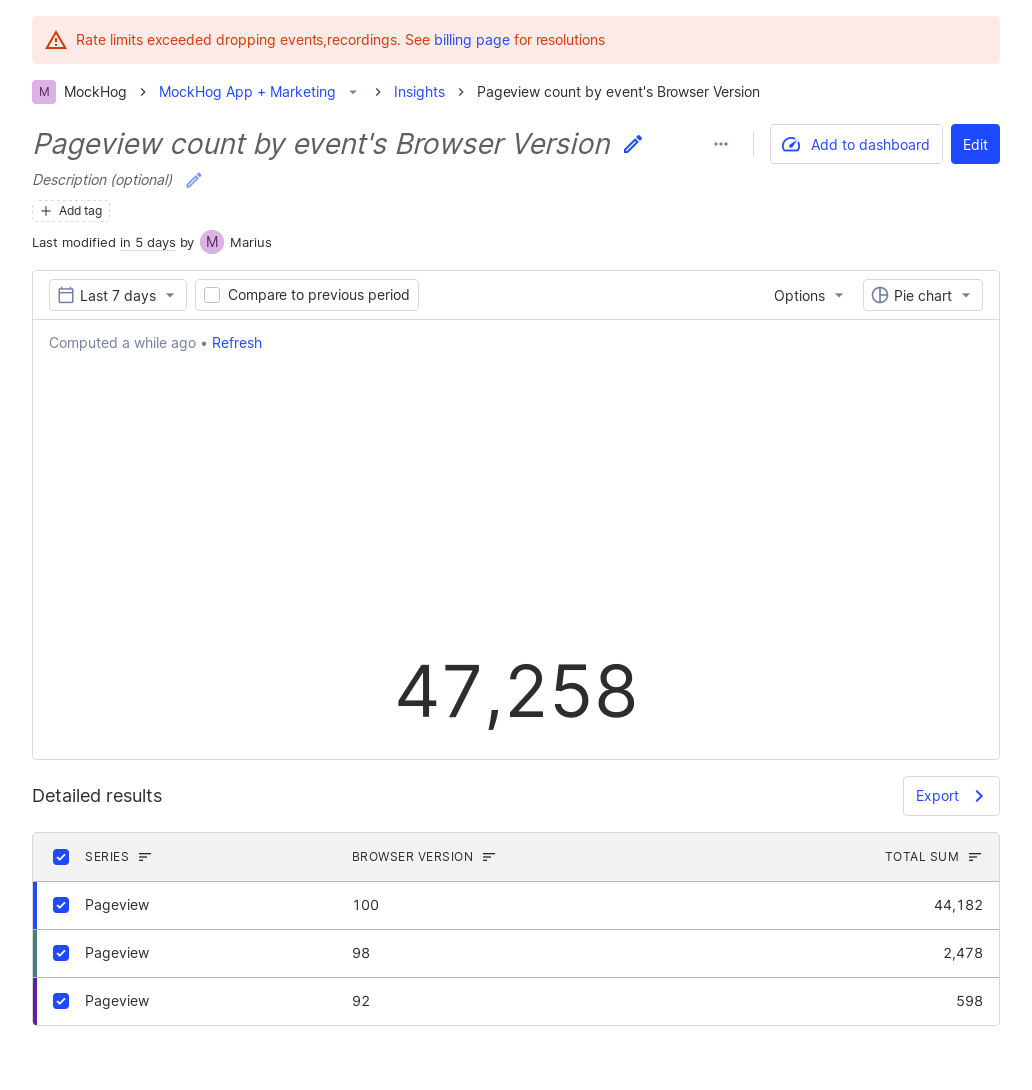 Rate limits exceeded dropping events,recordings. See billing page for resolutions
M MockHog MockHog App + Marketing Insights Pageview count by event's Browser Version
Pageview count by event's Browser Version
Add to dashboard
Edit
Description (optional)
Add tag
Last modified in 5 days by M Marius
Last 7 days
Compare to previous period
Options
Pie chart
Computed a while ago • Refresh
47,258
Detailed results
Export
SERIES BROWSER VERSION TOTAL SUM
Pageview 100 44,182
Pageview 98 2,478
Pageview 92 598